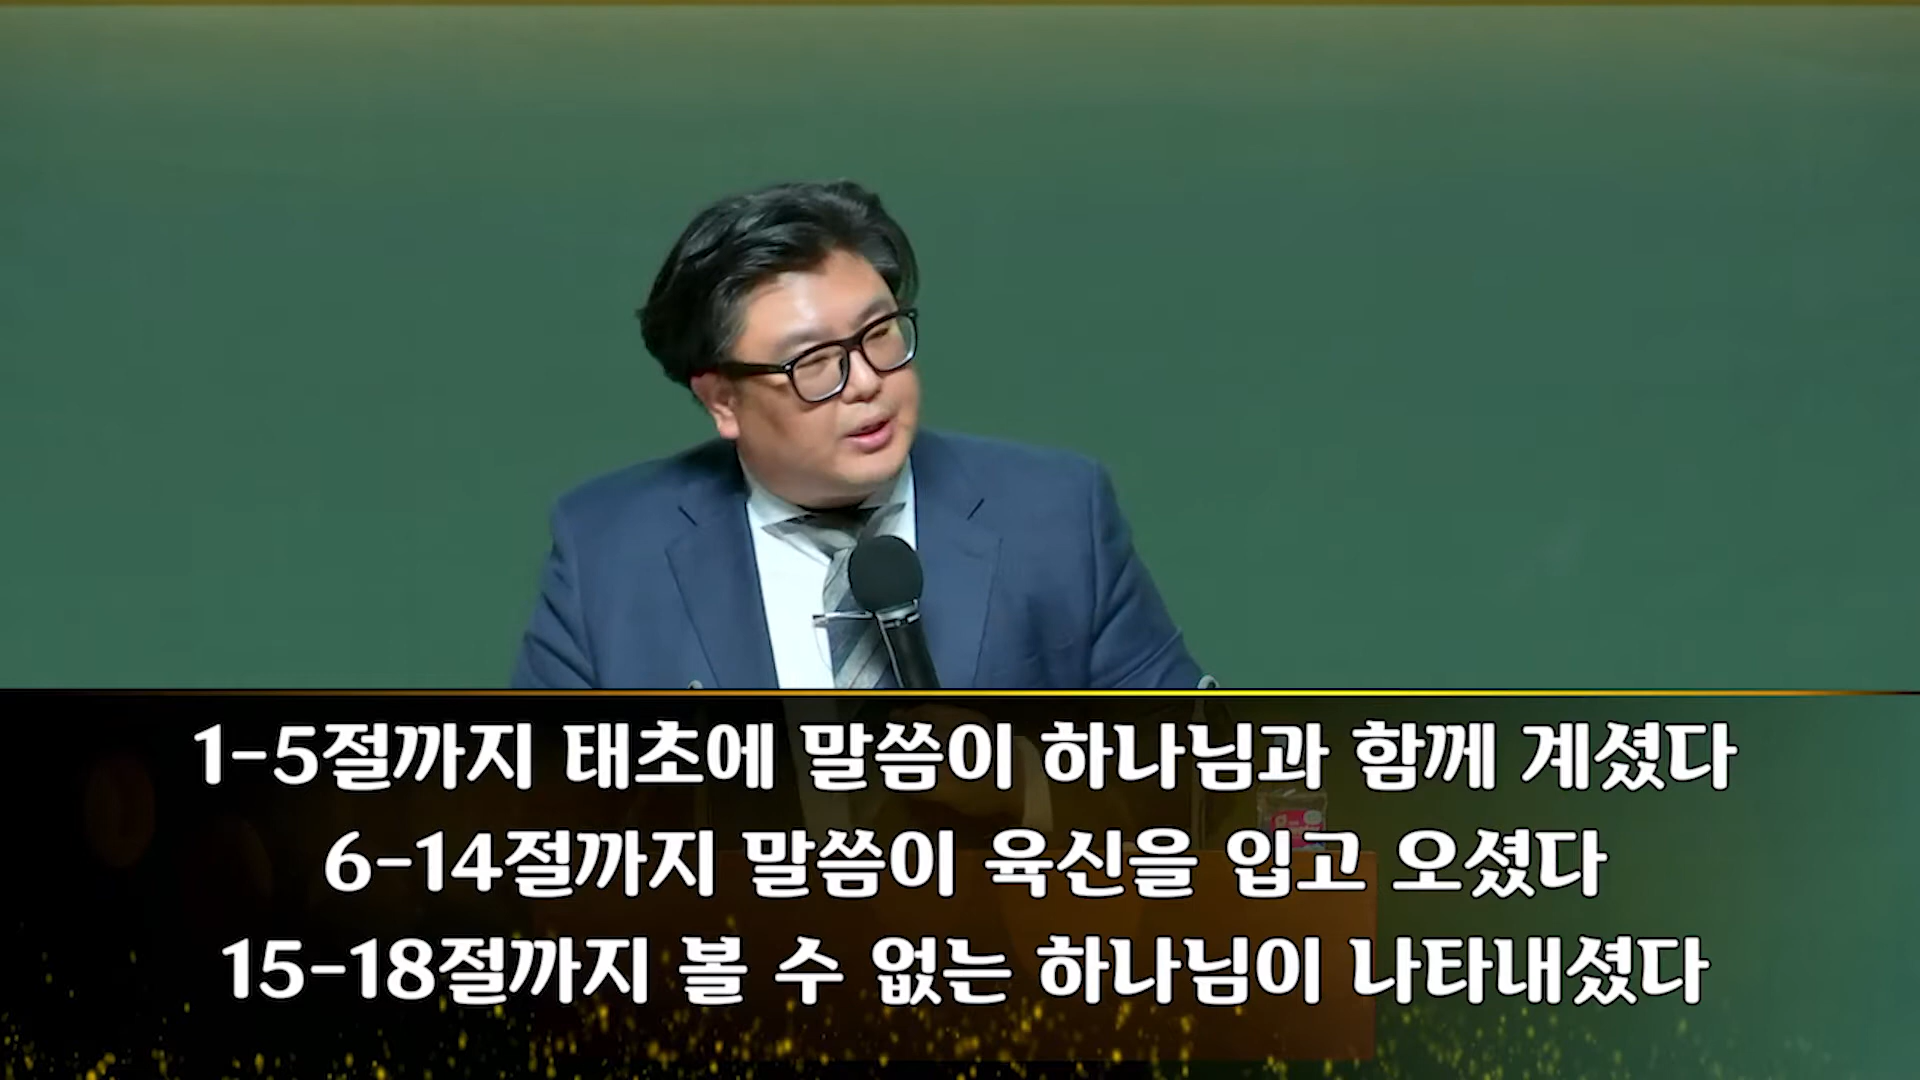 1-5절까지 태초에 말씀이 하나님과 함께 계셨다
6-14절까지 말씀이 육신을 입고 오셨다
15-18절까지 볼 수 없는 하나님이 나타내셨다